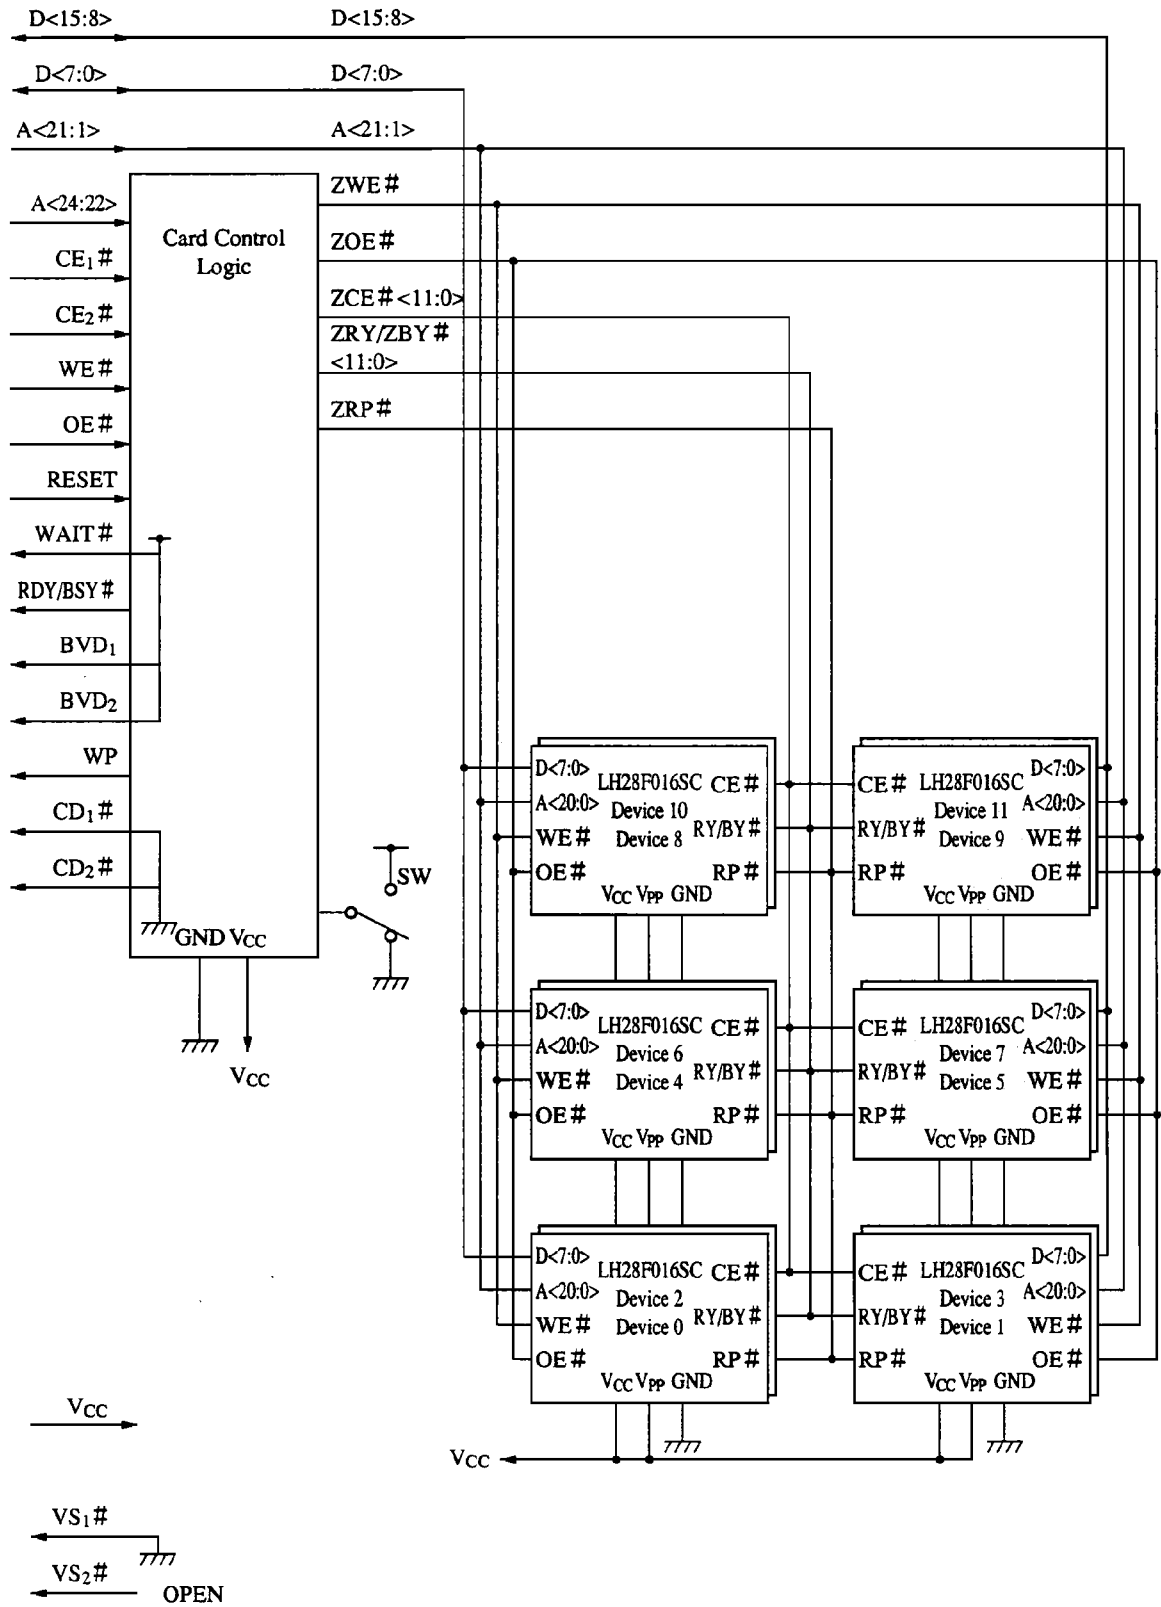 D<15:8> D<15:8>
D<7:0> D<7:0>
A<21:1> A<21:1>
A<24:22>
CE1#
CE2#
WE#
OE#
RESET
WAIT#
RDY/BSY#
BVD1
BVD2
WP
CD1#
CD2#
Card Control
Logic
GND VCC
VCC
SW
ZWE#
ZOE#
ZCE#<11:0>
ZRY/ZBY#
<11:0>
ZRP#
D<7:0> LH28F016SC CE#
A<20:0> Device 10
WE# Device 8 RY/BY#
OE# RP#
VCC VPP GND
CE# LH28F016SC D<7:0>
Device 11 A<20:0>
RY/BY# Device 9 WE#
RP# OE#
VCC VPP GND
D<7:0> LH28F016SC CE#
A<20:0> Device 6
WE# Device 4 RY/BY#
OE# RP#
VCC VPP GND
CE# LH28F016SC D<7:0>
Device 7 A<20:0>
RY/BY# Device 5 WE#
RP# OE#
VCC VPP GND
D<7:0> LH28F016SC CE#
A<20:0> Device 2
WE# Device 0 RY/BY#
OE# RP#
VCC VPP GND
CE# LH28F016SC D<7:0>
Device 3 A<20:0>
RY/BY# Device 1 WE#
RP# OE#
VCC VPP GND
VCC
VCC
VS1#
VS2#
OPEN